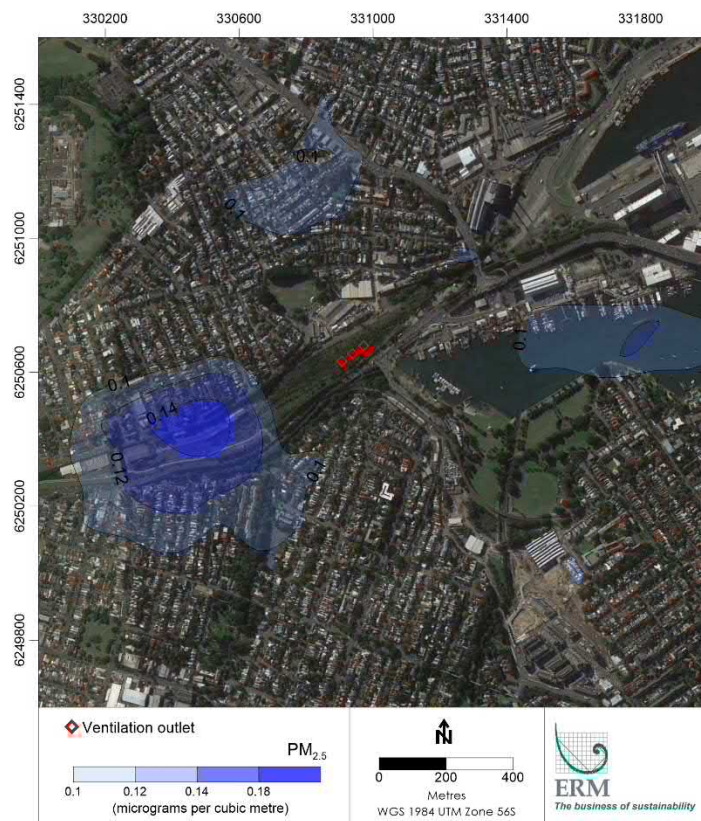 330200 330600 331000 331400 331800
6251400
6251000
6250600
6250200
6249800
0.1
0.1
0.1
0.1
0.14
0.12
0.1
Ventilation outlet
PM2.5
0.1 0.12 0.14 0.18
(micrograms per cubic metre)
N
0 200 400
Metres
WGS 1984 UTM Zone 56S
ERM
The business of sustainability